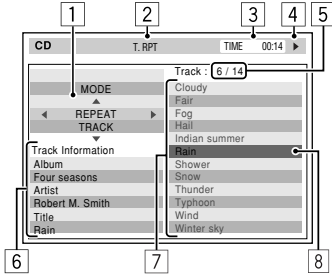 1 2 3 4 5
CD T. RPT TIME 00:14
Track : 6 / 14
MODE
REPEAT
TRACK
Track Information
Album
Four seasons
Artist
Robert M. Smith
Title
Rain
Cloudy
Fair
Fog
Hail
Indian summer
Rain
Shower
Snow
Thunder
Typhoon
Wind
Winter sky
6 7 8